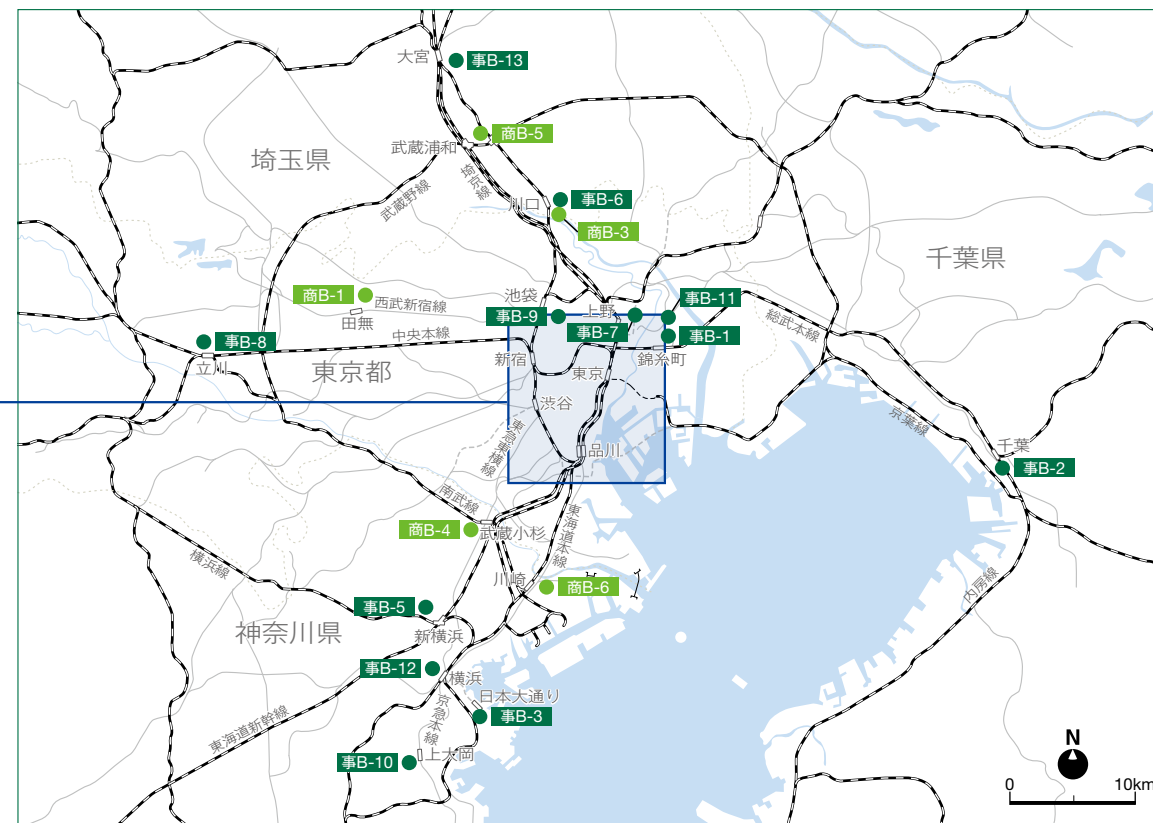 大宮
事B-13
商B-5
武蔵浦和
埼玉県
埼京線
武蔵野線
川口
事B-6
商B-3
千葉県
商B-1
西武新宿線
田無
池袋
上野
事B-11
事B-9
事B-7
事B-1
総武本線
事B-8
中央本線
立川
新宿
錦糸町
東京都
東京
渋谷
京葉線
東急東横線
品川
千葉
事B-2
南武線
商B-4
武蔵小杉
東海道本線
横浜線
川崎
商B-6
内房線
事B-5
神奈川県
新横浜
事B-12
横浜
日本大通り
京急本線
事B-3
東海道新幹線
上大岡
事B-10
N
0
10km